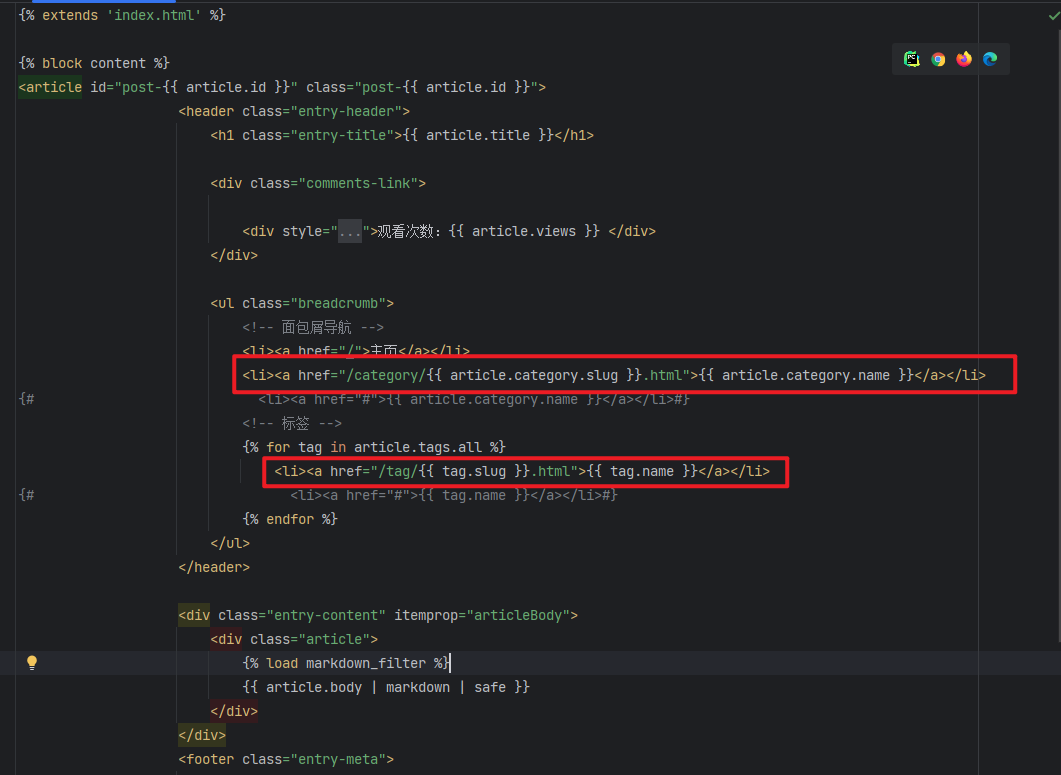 {% extends 'index.html' %}
{% block content %}
<article id="post-{{ article.id }}" class="post-{{ article.id }}">
<header class="entry-header">
<h1 class="entry-title">{{ article.title }}</h1>
<div class="comments-link">
<div style="...">观看次数：{{ article.views }} </div>
</div>
<ul class="breadcrumb">
<!-- 面包屑导航 -->
<li><a href="/">主页</a></li>
<li><a href="/category/{{ article.category.slug }}.html">{{ article.category.name }}</a></li>
{# <li><a href="#">{{ article.category.name }}</a></li>#}
<!-- 标签 -->
{% for tag in article.tags.all %}
<li><a href="/tag/{{ tag.slug }}.html">{{ tag.name }}</a></li>
{# <li><a href="#">{{ tag.name }}</a></li>#}
{% endfor %}
</ul>
</header>
<div class="entry-content" itemprop="articleBody">
<div class="article">
{% load markdown_filter %}
{{ article.body | markdown | safe }}
</div>
</div>
<footer class="entry-meta">